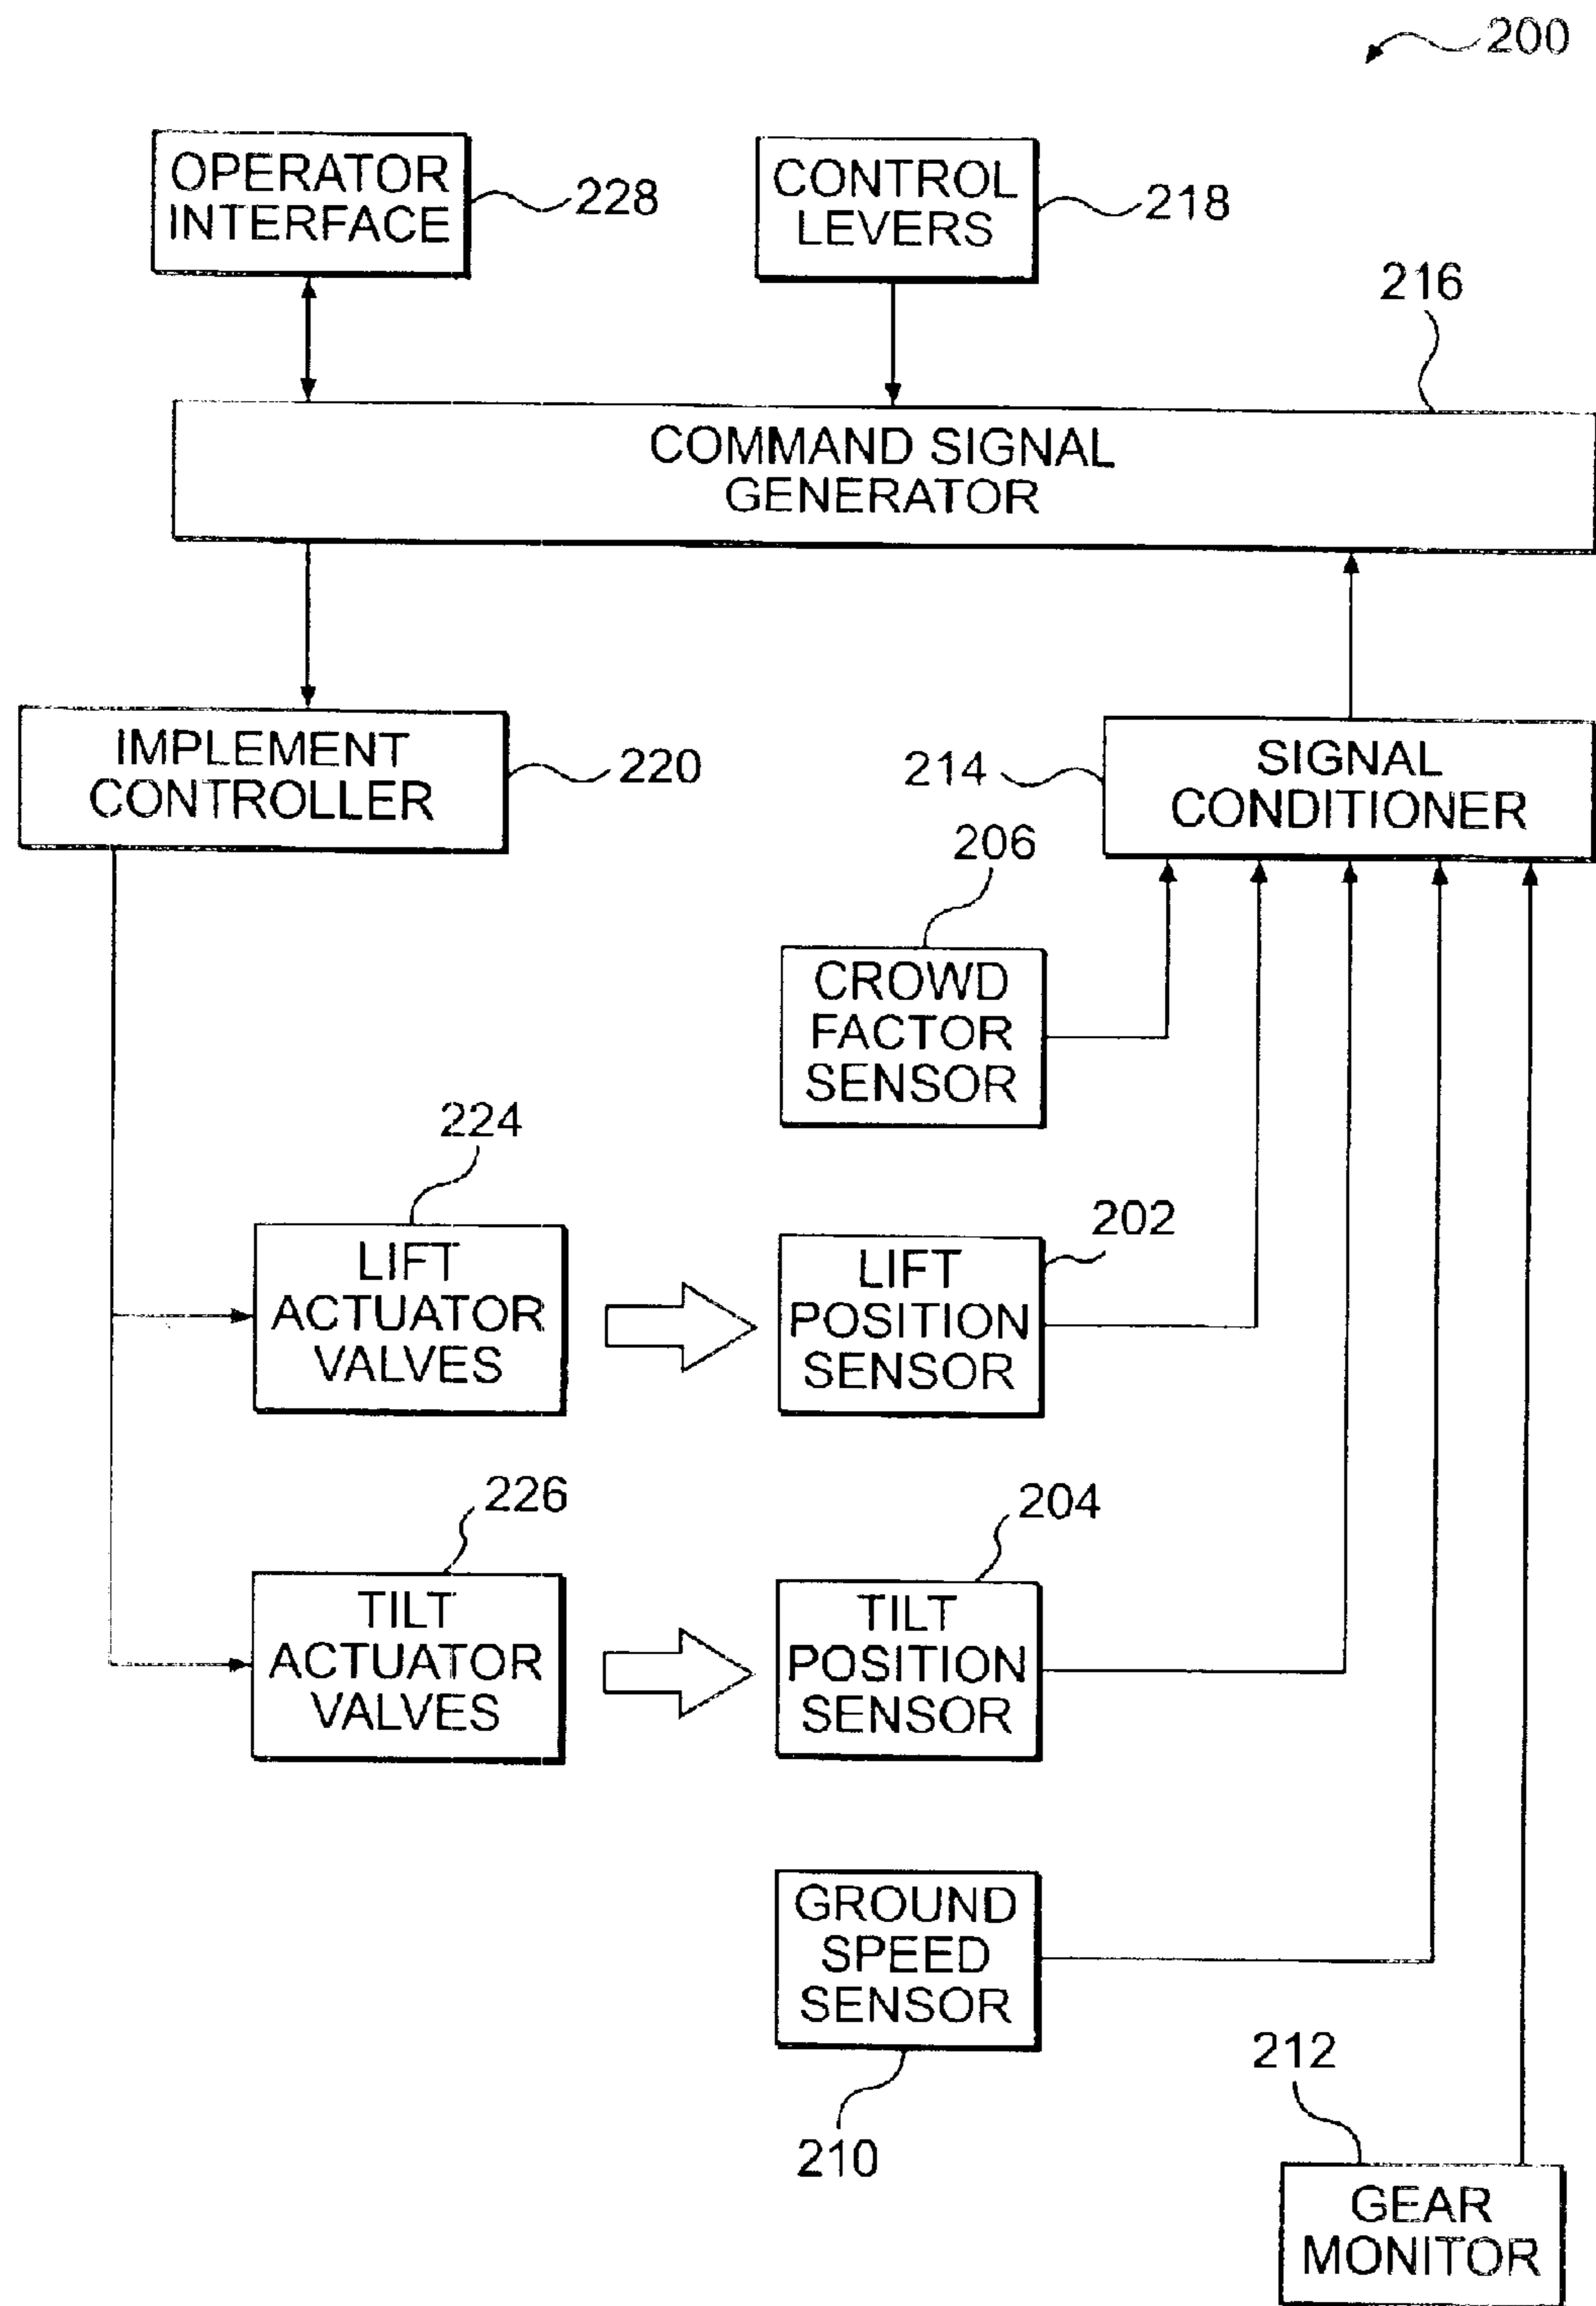 200
OPERATOR
INTERFACE
228
CONTROL
LEVERS
218
216
COMMAND SIGNAL
GENERATOR
IMPLEMENT
CONTROLLER
220
214
SIGNAL
CONDITIONER
206
CROWD
FACTOR
SENSOR
224
LIFT
ACTUATOR
VALVES
202
LIFT
POSITION
SENSOR
226
TILT
ACTUATOR
VALVES
204
TILT
POSITION
SENSOR
GROUND
SPEED
SENSOR
210
212
GEAR
MONITOR